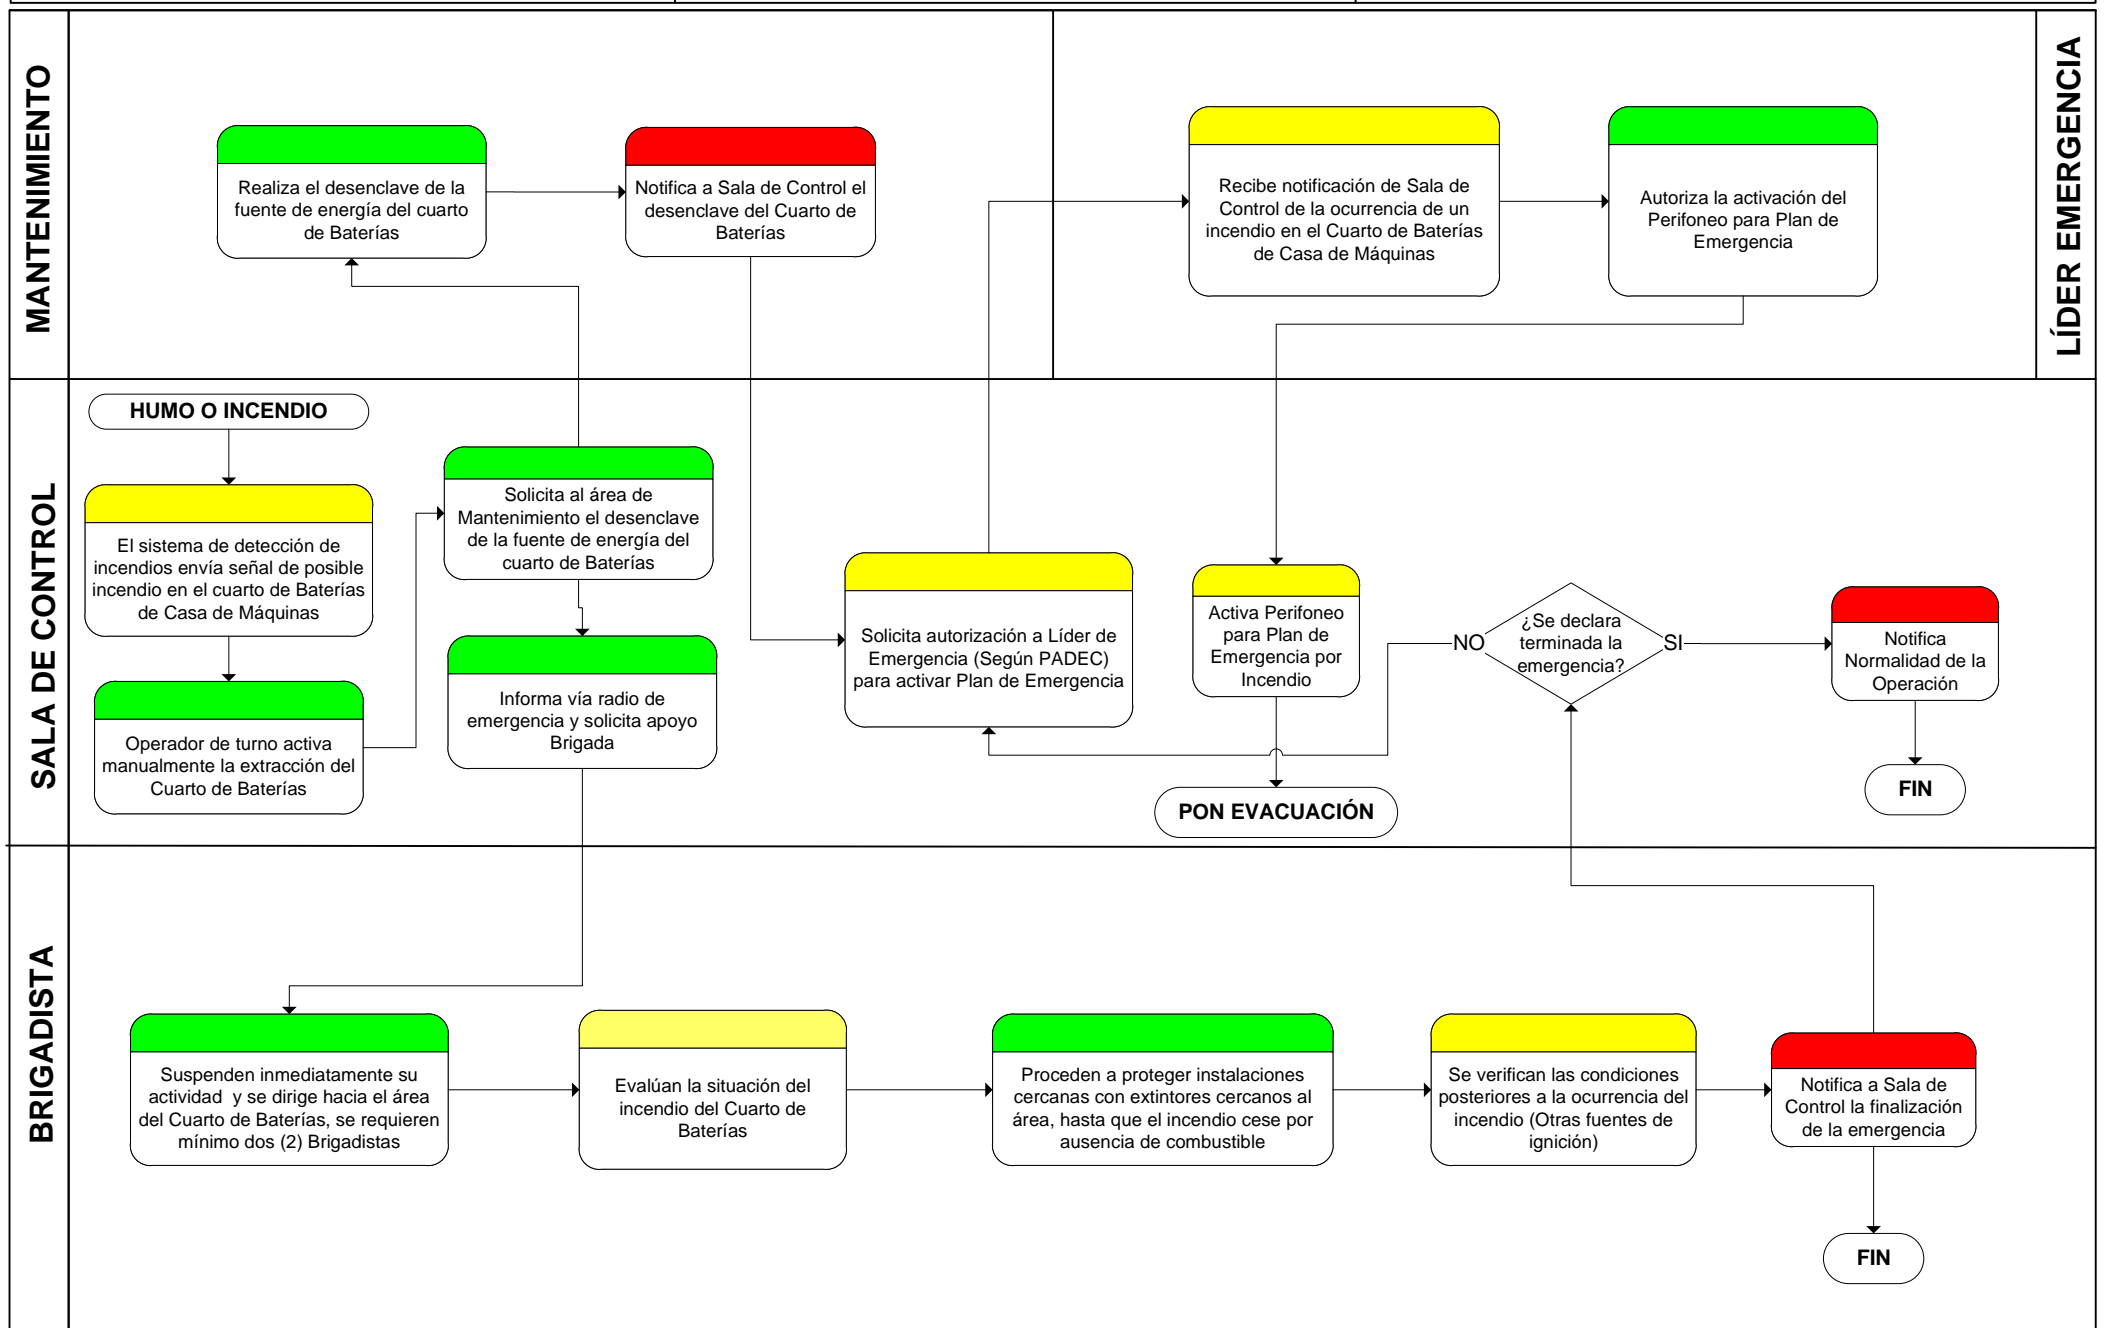 MANTENIMIENTO
Realiza el desenclave de la
fuente de energía del cuarto
de Baterías
Notifica a Sala de Control el
desenclave del Cuarto de
Baterías
Recibe notificación de Sala de
Control de la ocurrencia de un
incendio en el Cuarto de Baterías
de Casa de Máquinas
Autoriza la activación del
Perifoneo para Plan de
Emergencia
LÍDER EMERGENCIA
SALA DE CONTROL
HUMO O INCENDIO
El sistema de detección de
incendios envía señal de posible
incendio en el cuarto de Baterías
de Casa de Máquinas
Operador de turno activa
manualmente la extracción del
Cuarto de Baterías
Solicita al área de
Mantenimiento el desenclave
de la fuente de energía del
cuarto de Baterías
Informa vía radio de
emergencia y solicita apoyo
Brigada
Solicita autorización a Líder de
Emergencia (Según PADEC)
para activar Plan de Emergencia
Activa Perifoneo
para Plan de
Emergencia por
Incendio
PON EVACUACIÓN
NO
¿Se declara
terminada la
emergencia?
SI
Notifica
Normalidad de la
Operación
FIN
BRIGADISTA
Suspenden inmediatamente su
actividad y se dirige hacia el área
del Cuarto de Baterías, se requieren
mínimo dos (2) Brigadistas
Evalúan la situación del
incendio del Cuarto de
Baterías
Proceden a proteger instalaciones
cercanas con extintores cercanos al
área, hasta que el incendio cese por
ausencia de combustible
Se verifican las condiciones
posteriores a la ocurrencia del
incendio (Otras fuentes de
ignición)
Notifica a Sala de
Control la finalización
de la emergencia
FIN